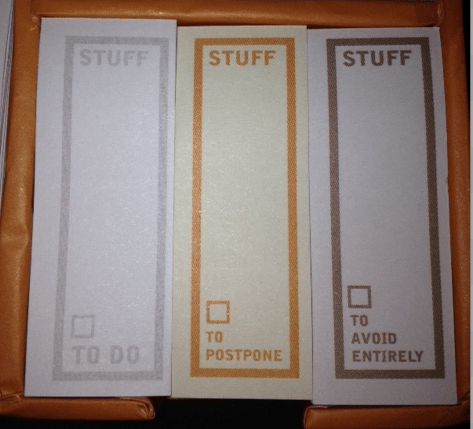 STUFF
TO DO
STUFF
TO
POSTPONE
STUFF
TO
AVOID
ENTIRELY